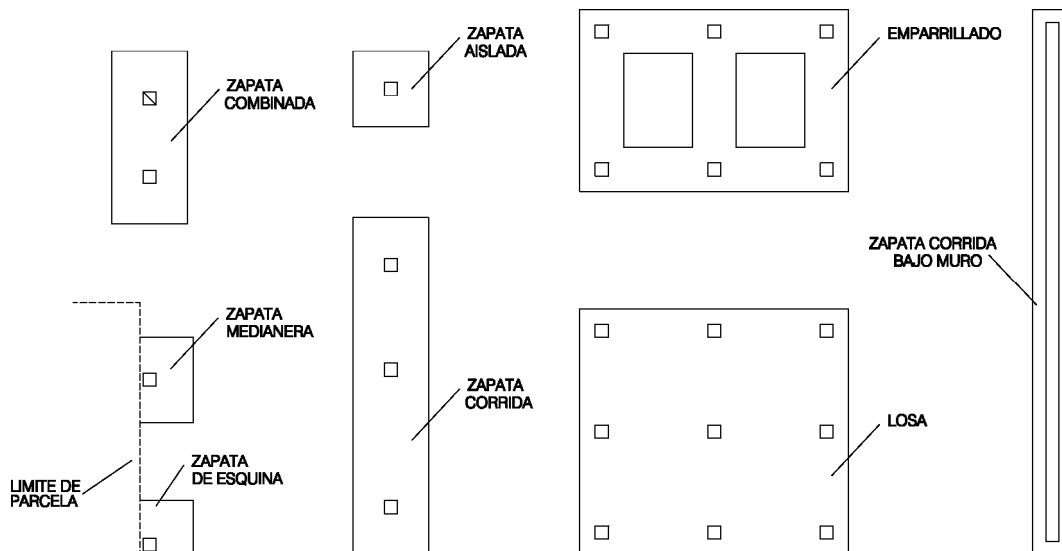 ZAPATA
COMBINADA
ZAPATA
AISLADA
EMPARRILLADO
ZAPATA CORRIDA
BAJO MURO
ZAPATA
MEDIANERA
ZAPATA
CORRIDA
LOSA
ZAPATA
DE ESQUINA
LIMITE DE
PARCELA